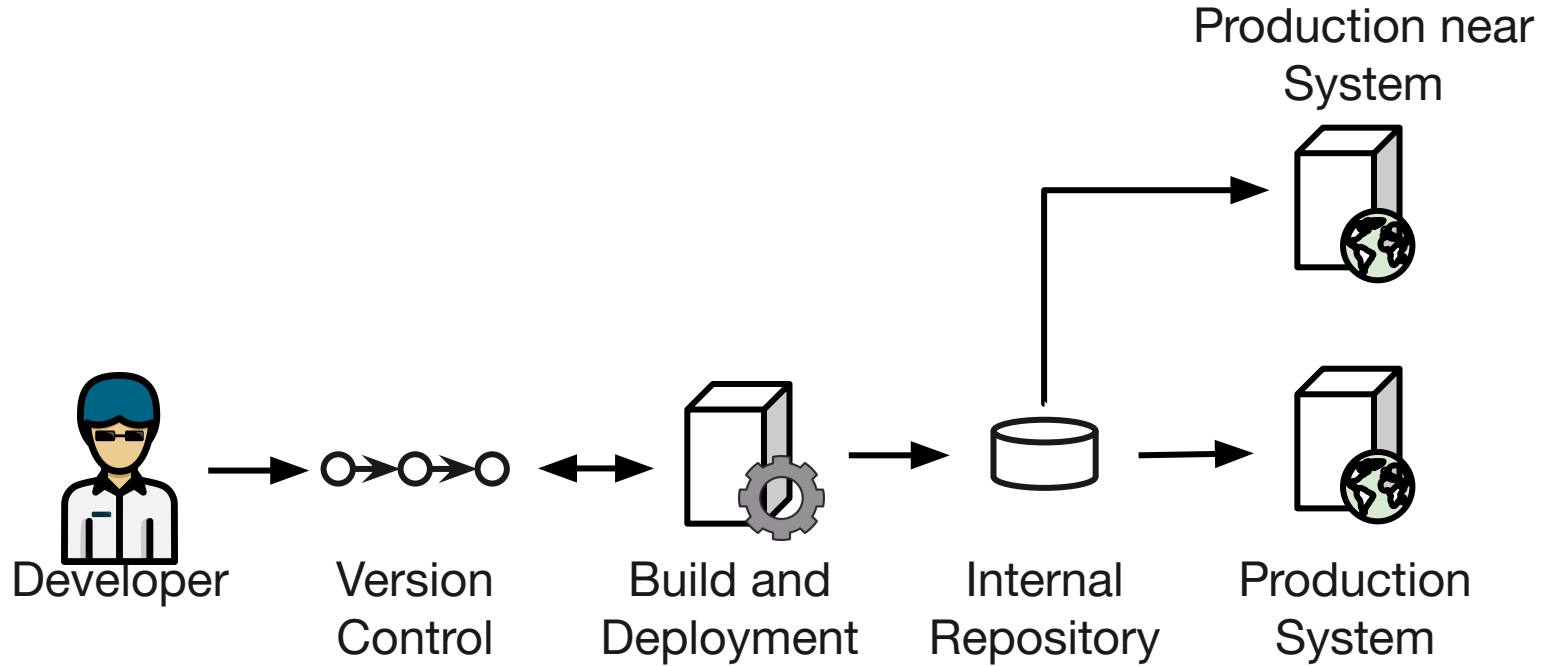 Production near
System
Developer
Version
Control
Build and
Deployment
Internal
Repository
Production
System